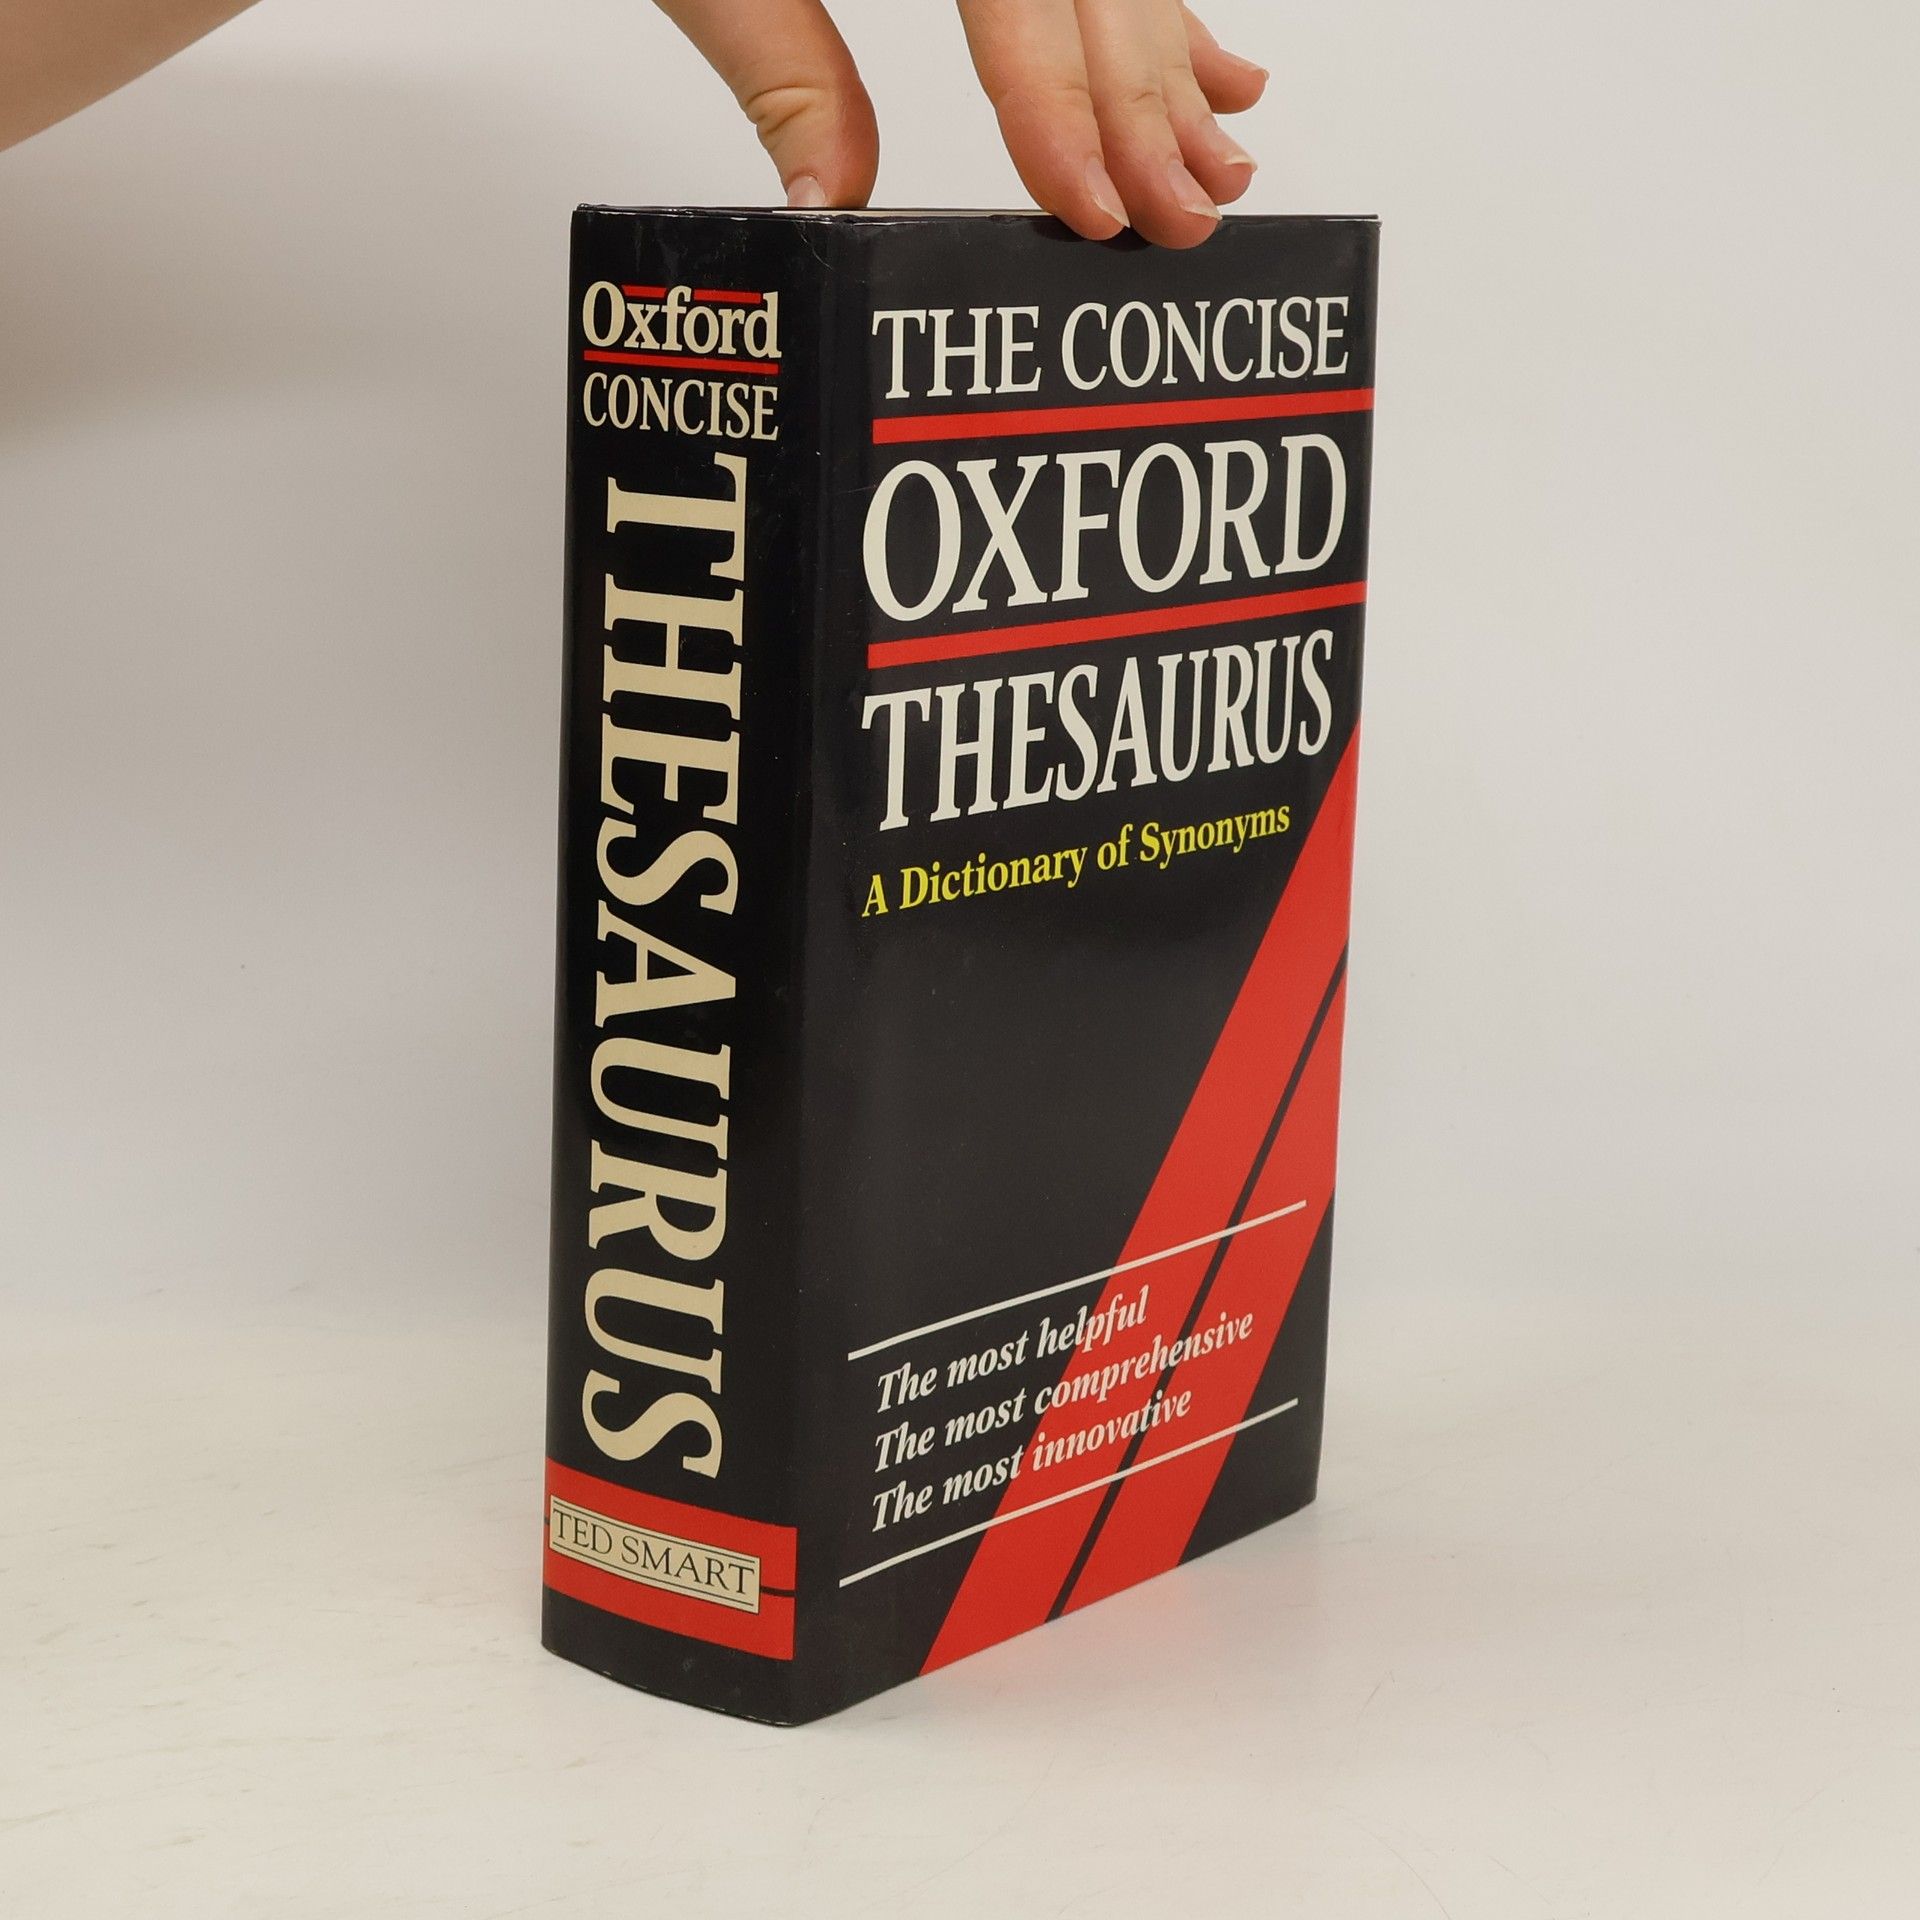 Oxford
CONCISE
THESAURUS
TED SMART
THE CONCISE
OXFORD
THESAURUS
A Dictionary of Synonyms
The most helpful
The most comprehensive
The most innovative